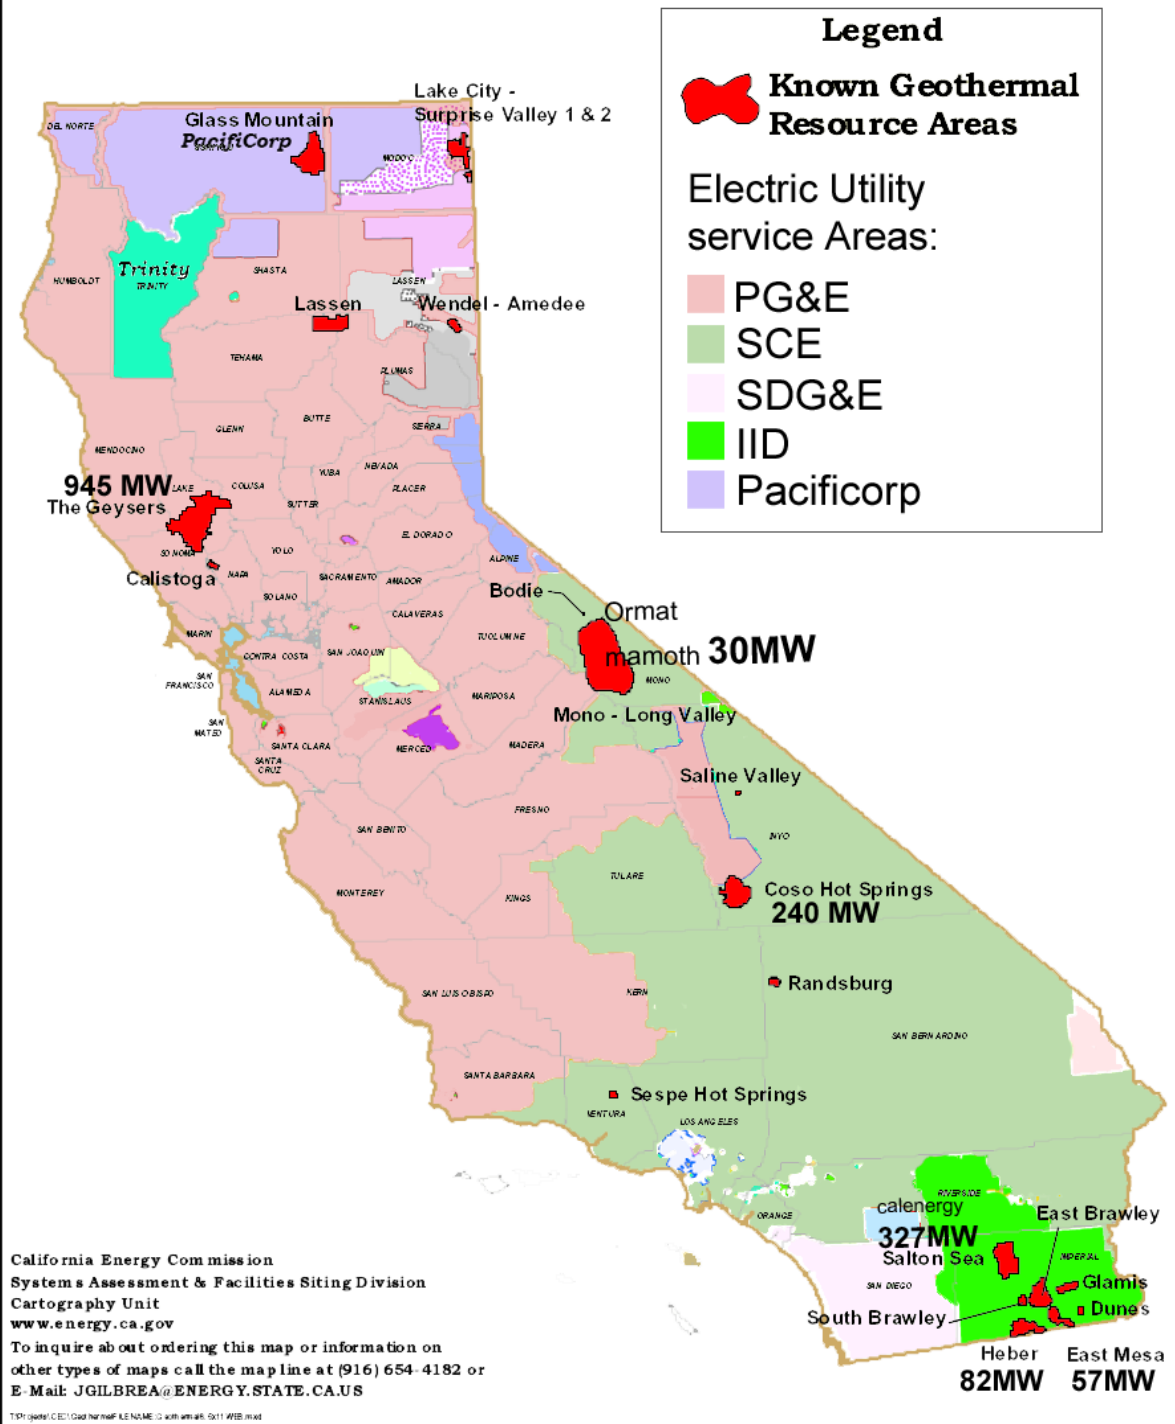 Legend
Known Geothermal
Resource Areas
Electric Utility
service Areas:
PG&E
SCE
SDG&E
IID
Pacificorp
Lake City -
Surprise Valley 1 & 2
Glass Mountain
PacifiCorp
DEL NORTE
MODOC
Trinity
TRINITY
HUMBOLDT
SHASTA
LASSEN
Lassen
Wendel - Amedee
TEHAMA
PLUMAS
BUTTE
GLENN
SIERRA
MENDOCINO
945 MW
The Geysers
LAKE
COLUSA
YUBA
NEVADA
PLACER
SUTTER
EL DORADO
SONOMA
YOLO
ALPINE
Calistoga
NAPA
SACRAMENTO
AMADOR
SOLANO
CALAVERAS
Bodie
Ormat
mamoth 30MW
MARIN
CONTRA COSTA
SAN JOAQUIN
TUOLUMNE
MONO
SAN
FRANCISCO
ALAMEDA
STANISLAUS
MARIPOSA
Mono - Long Valley
SAN
MATEO
SANTA CLARA
MERCED
MADERA
SANTA
CRUZ
Saline Valley
FRESNO
SAN BENITO
INYO
TULARE
MONTEREY
KINGS
Coso Hot Springs
240 MW
Randsburg
SAN LUIS OBISPO
KERN
SAN BERNARDINO
SANTA BARBARA
Sespe Hot Springs
VENTURA
LOS ANGELES
ORANGE
RIVERSIDE
calenergy
327MW
Salton Sea
East Brawley
IMPERIAL
SAN DIEGO
Glamis
Dunes
South Brawley
Heber
82MW
East Mesa
57MW
California Energy Commission
Systems Assessment & Facilities Siting Division
Cartography Unit
www.energy.ca.gov
To inquire about ordering this map or information on
other types of maps call the map line at (916) 654-4182 or
E-Mail: JGILBREA@ENERGY.STATE.CA.US